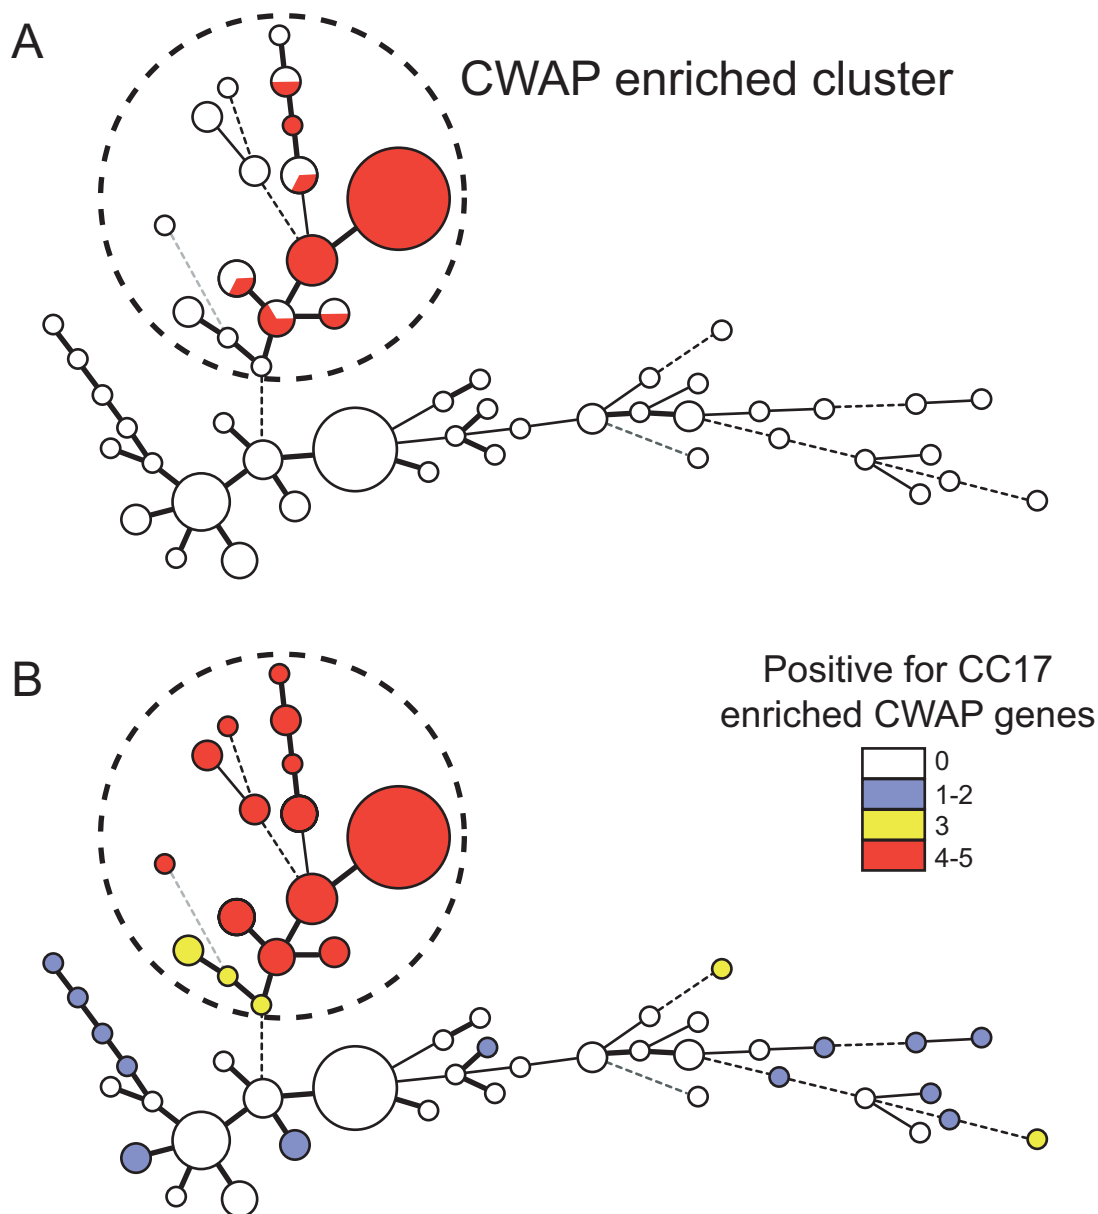 A
CWAP enriched cluster
B
Positive for CC17
enriched CWAP genes
0
1-2
3
4-5